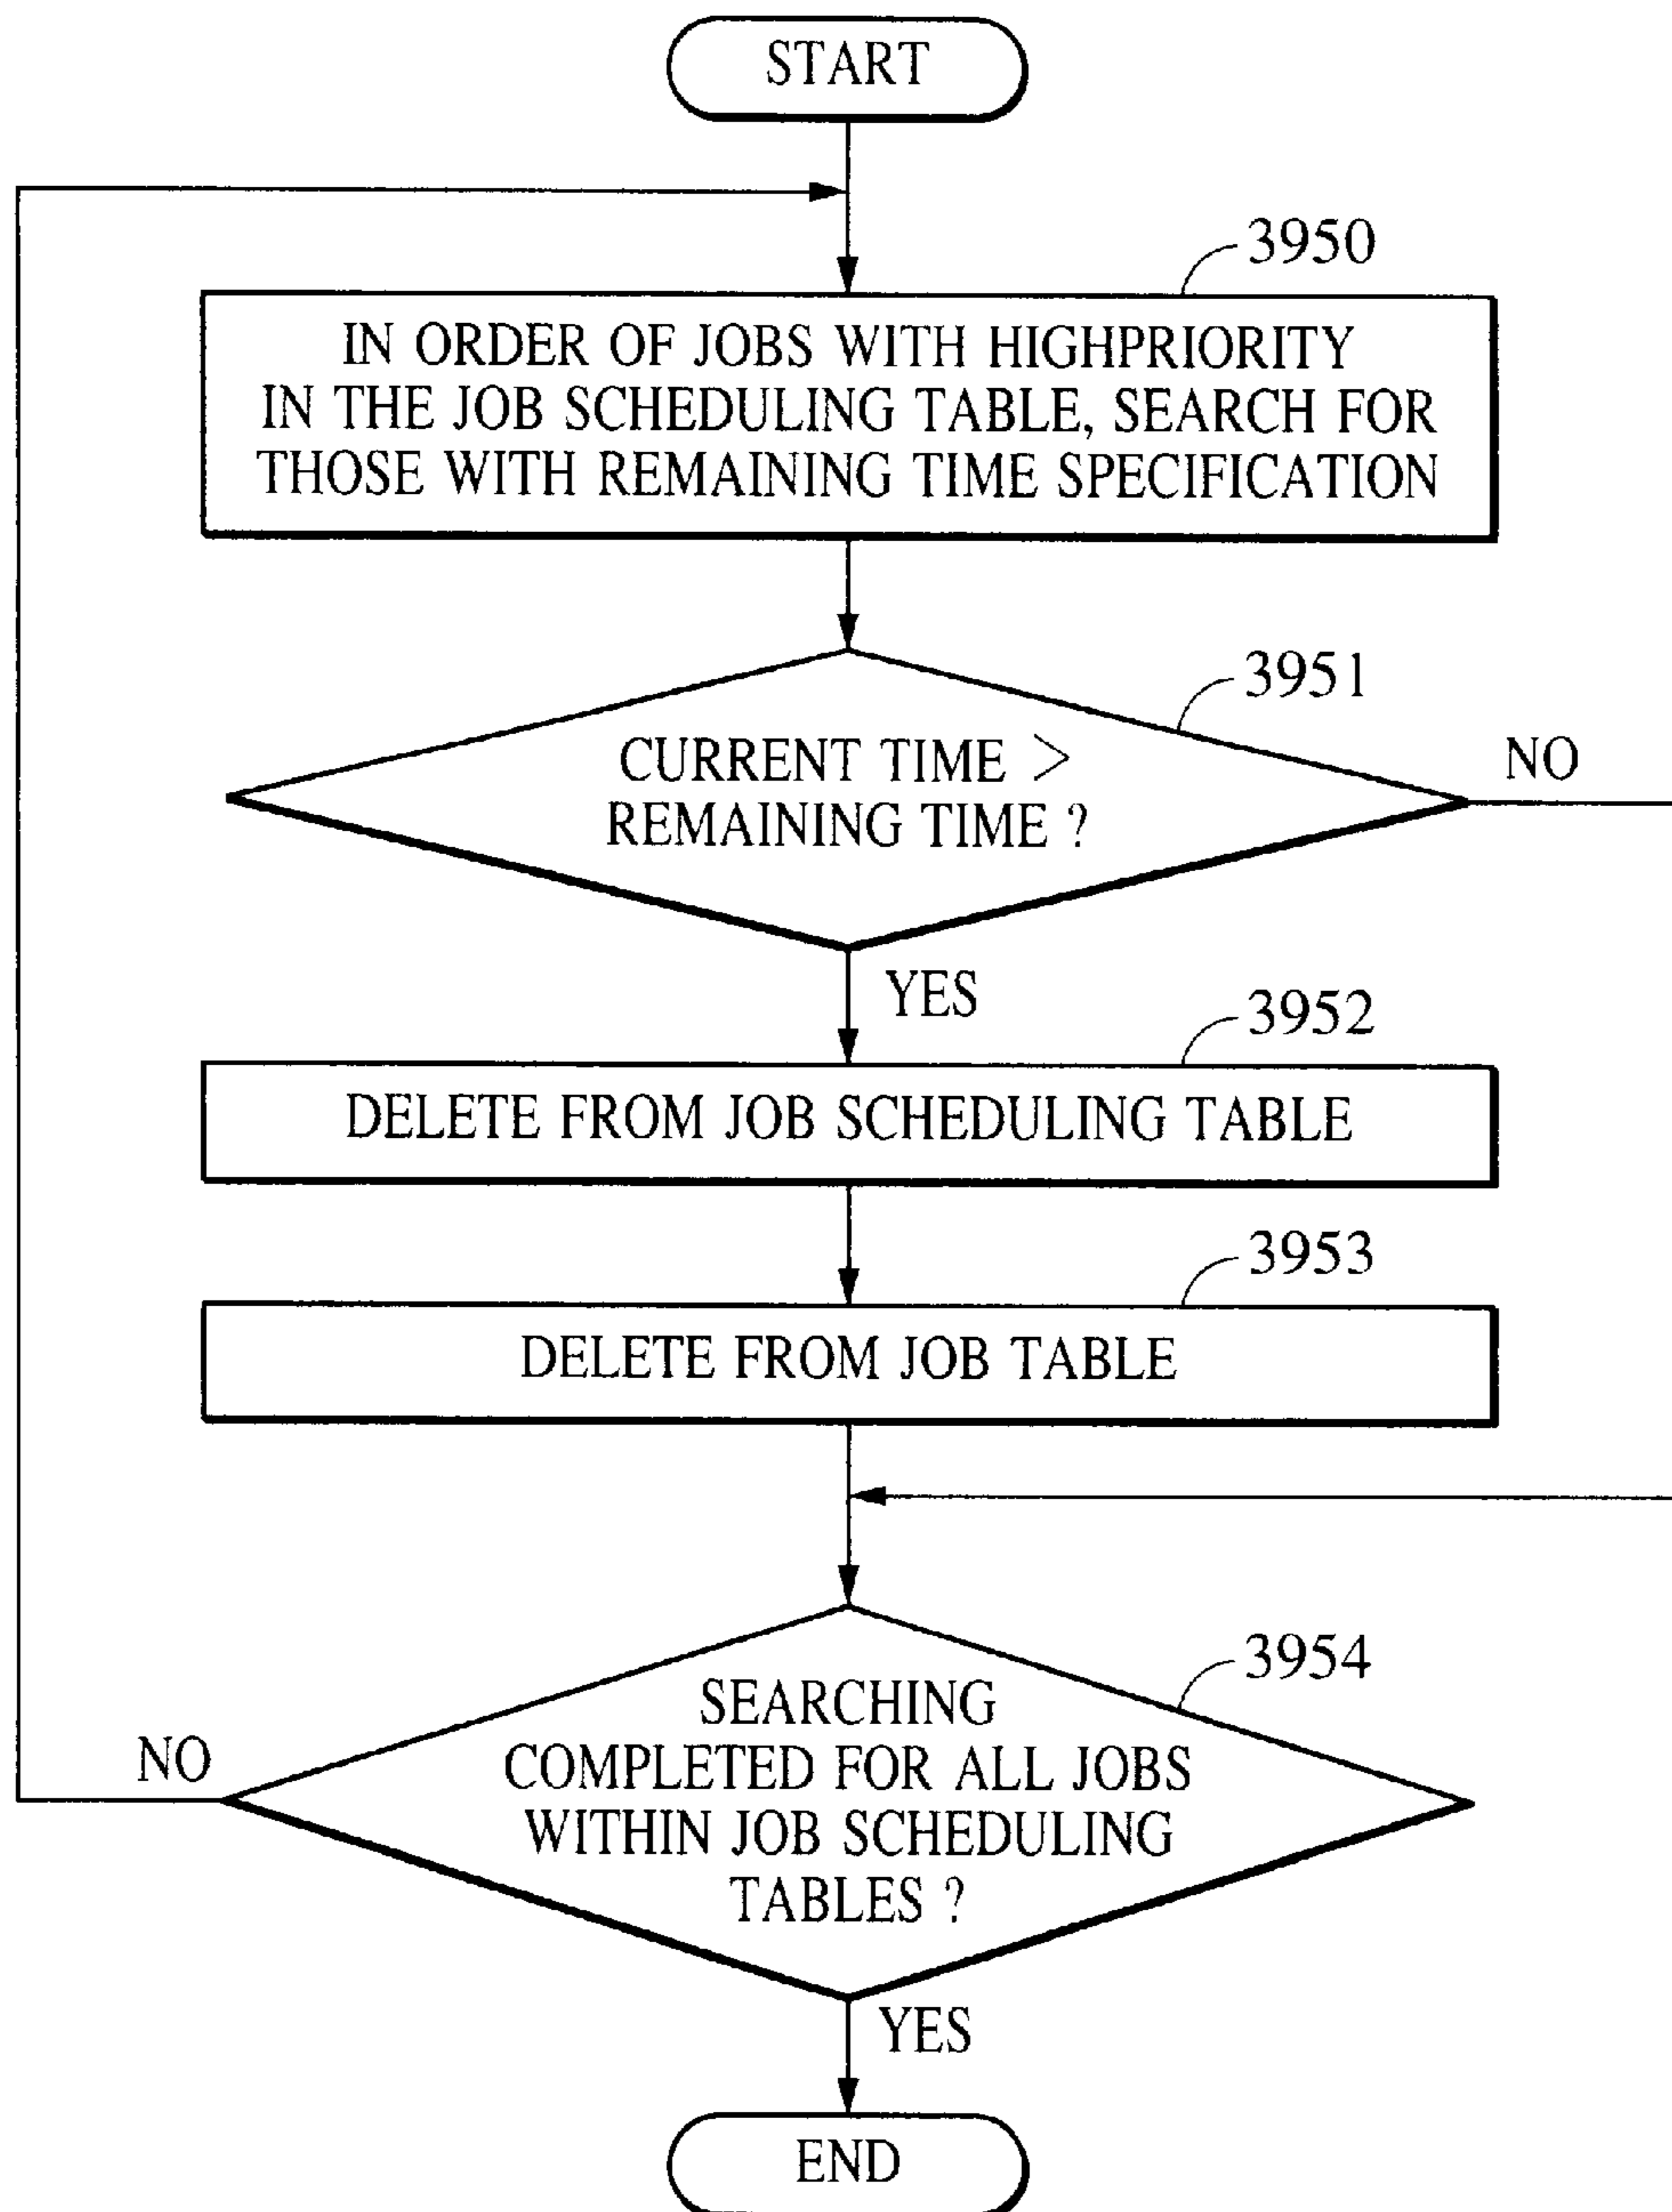 START
3950
IN ORDER OF JOBS WITH HIGHPRIORITY
IN THE JOB SCHEDULING TABLE, SEARCH FOR
THOSE WITH REMAINING TIME SPECIFICATION
3951
CURRENT TIME >
REMAINING TIME ?
NO
YES
3952
DELETE FROM JOB SCHEDULING TABLE
3953
DELETE FROM JOB TABLE
3954
SEARCHING
COMPLETED FOR ALL JOBS
WITHIN JOB SCHEDULING
TABLES ?
NO
YES
END